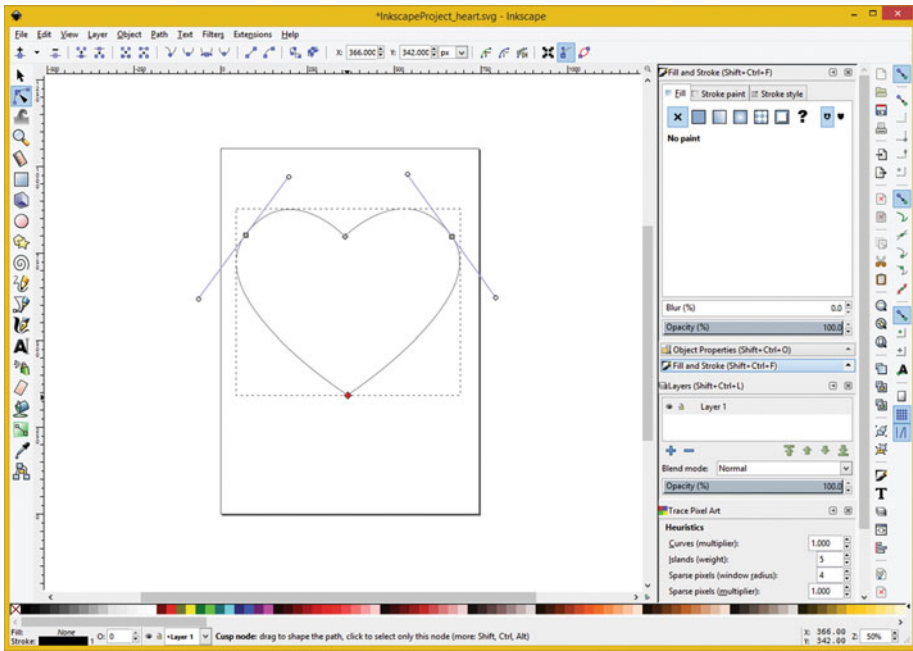 *InkscapeProject_heart.svg - Inkscape
File Edit View Layer Object Path Text Filters Extensions Help
X: 366.000 Y: 342.000 px
Fill and Stroke (Shift+Ctrl+F)
Fill Stroke paint Stroke style
?
No paint
Blur (%) 0.0
Opacity (%) 100.0
Object Properties (Shift+Ctrl+O)
Fill and Stroke (Shift+Ctrl+F)
Layers (Shift+Ctrl+L)
Layer 1
Blend mode: Normal
Opacity (%) 100.0
Trace Pixel Art
Heuristics
Curves (multiplier): 1.000
Islands (weight): 5
Sparse pixels (window radius): 4
Sparse pixels (multiplier): 1.000
Fill: None
Stroke: 1 O: 0 •Layer 1 Cusp node: drag to shape the path, click to select only this node (more: Shift, Ctrl, Alt) X: 366.00 Y: 342.00 Z: 50%